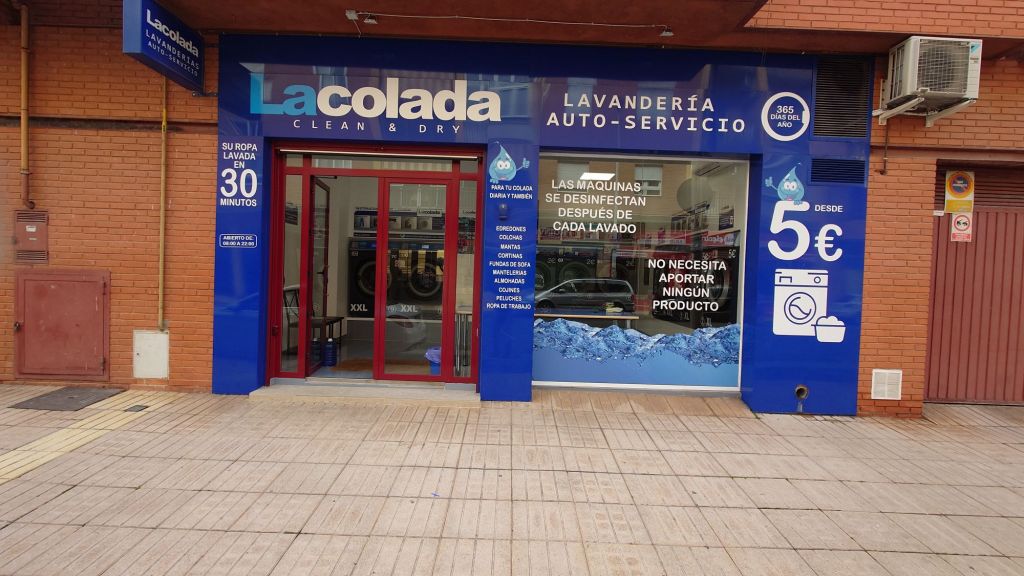 Lacolada
LAVANDERÍAS
AUTO-SERVICIO
Lacolada
CLEAN & DRY
LAVANDERÍA
AUTO-SERVICIO
365
DÍAS DEL
AÑO
SU ROPA
LAVADA
EN
30
MINUTOS
ABIERTO DE
08:00 A 22:00
PARA TU COLADA
DIARIA Y TAMBIÉN
EDREDONES
COLCHAS
MANTAS
CORTINAS
FUNDAS DE SOFA
MANTELERIAS
ALMOHADAS
COJINES
PELUCHES
ROPA DE TRABAJO
LAS MAQUINAS
SE DESINFECTAN
DESPUÉS DE
CADA LAVADO
NO NECESITA
APORTAR
NINGÚN
PRODUCTO
DESDE
5€
Lacolada
XXL
XXL